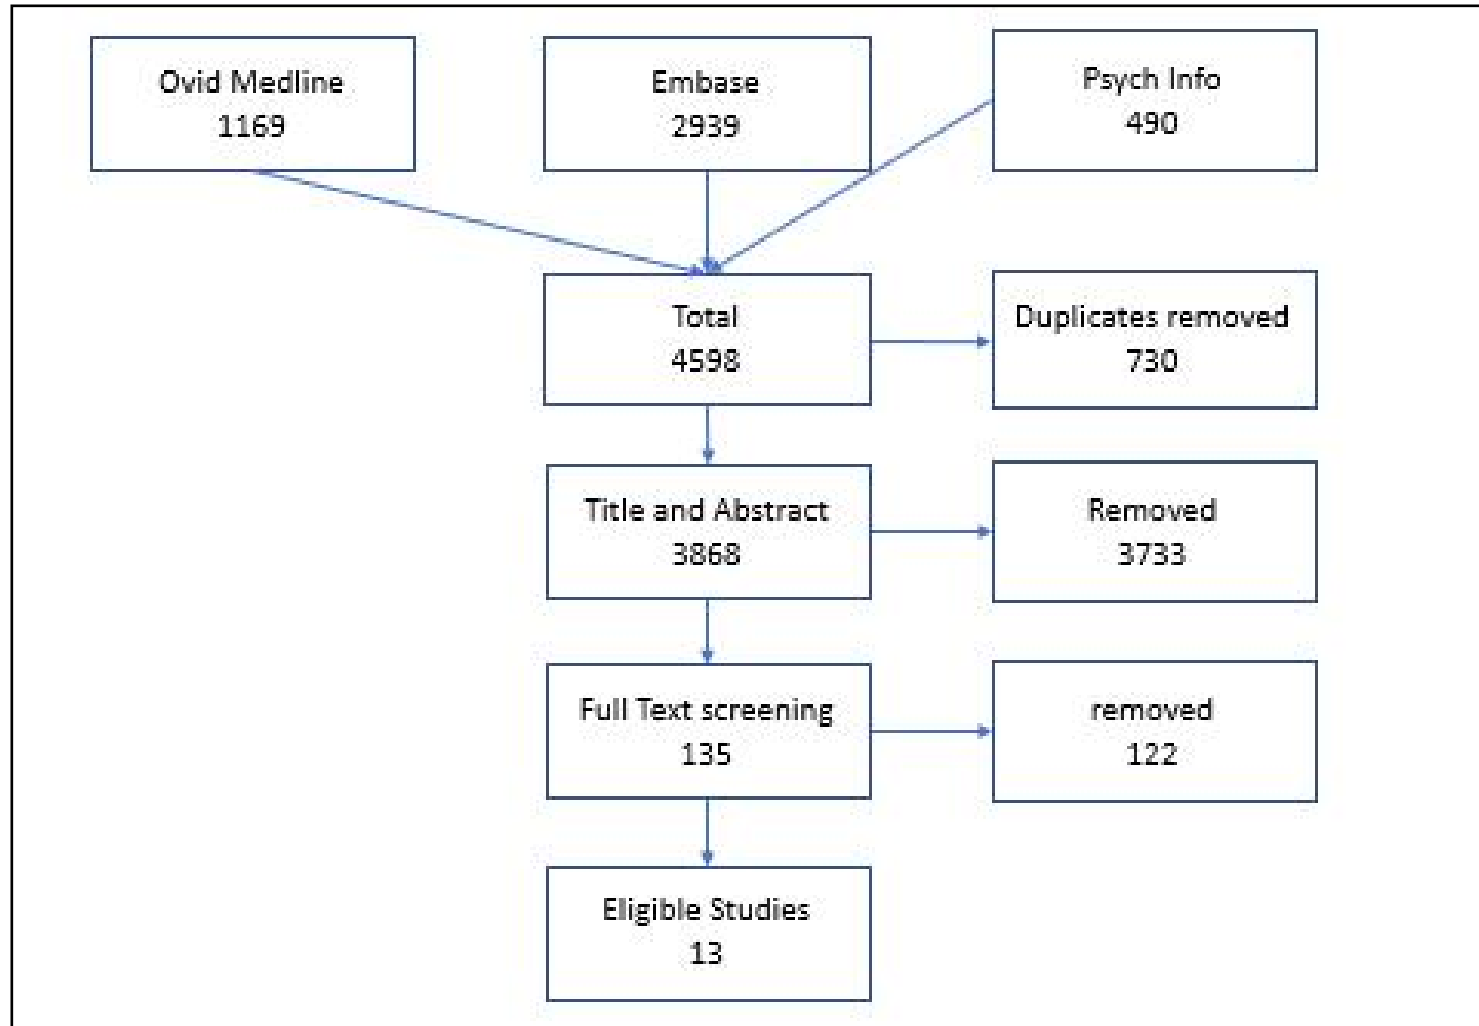 Ovid Medline
1169
Embase
2939
Psych Info
490
Total
4598
Duplicates removed
730
Title and Abstract
3868
Removed
3733
Full Text screening
135
removed
122
Eligible Studies
13